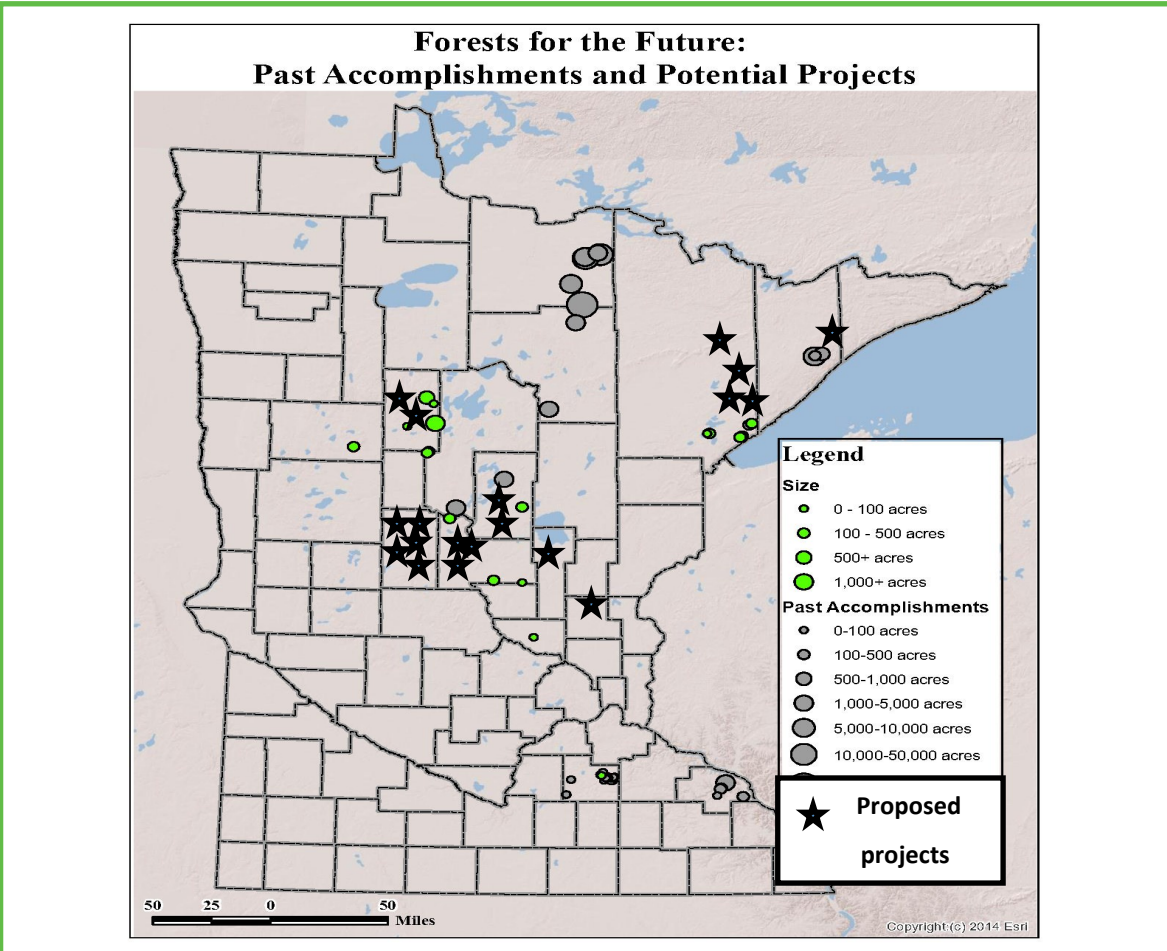 Forests for the Future:
Past Accomplishments and Potential Projects
Legend
Size
0 - 100 acres
100 - 500 acres
500+ acres
1,000+ acres
Past Accomplishments
0-100 acres
100-500 acres
500-1,000 acres
1,000-5,000 acres
5,000-10,000 acres
10,000-50,000 acres
Proposed
projects
50 25 0 50
Miles
Copyright:(c) 2014 Esri